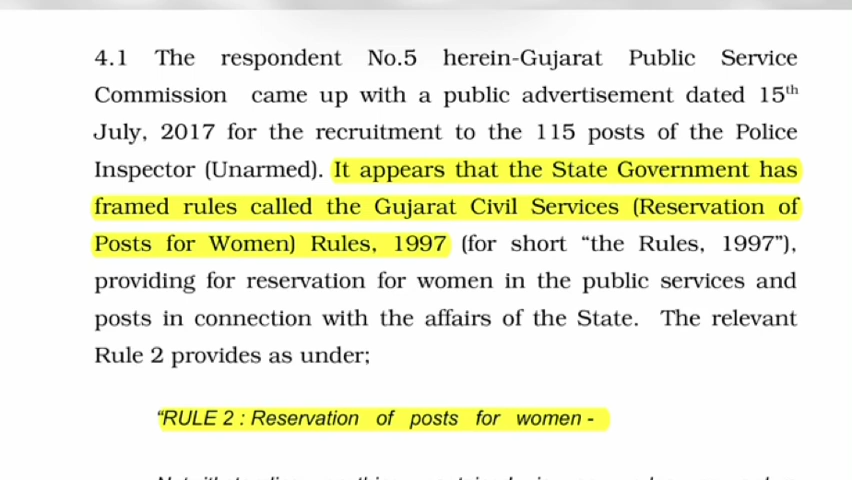 4.1 The respondent No.5 herein-Gujarat Public Service
Commission came up with a public advertisement dated 15th
July, 2017 for the recruitment to the 115 posts of the Police
Inspector (Unarmed). It appears that the State Government has
framed rules called the Gujarat Civil Services (Reservation of
Posts for Women) Rules, 1997 (for short “the Rules, 1997”),
providing for reservation for women in the public services and
posts in connection with the affairs of the State. The relevant
Rule 2 provides as under;
“RULE 2 : Reservation of posts for women -